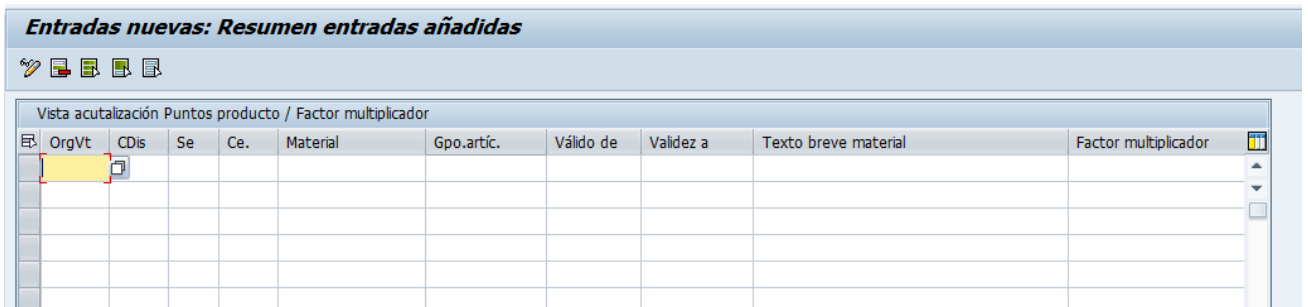 Entradas nuevas: Resumen entradas añadidas
Vista acutalización Puntos producto / Factor multiplicador
OrgVt CDis Se Ce. Material Gpo.artíc. Válido de Validez a Texto breve material Factor multiplicador